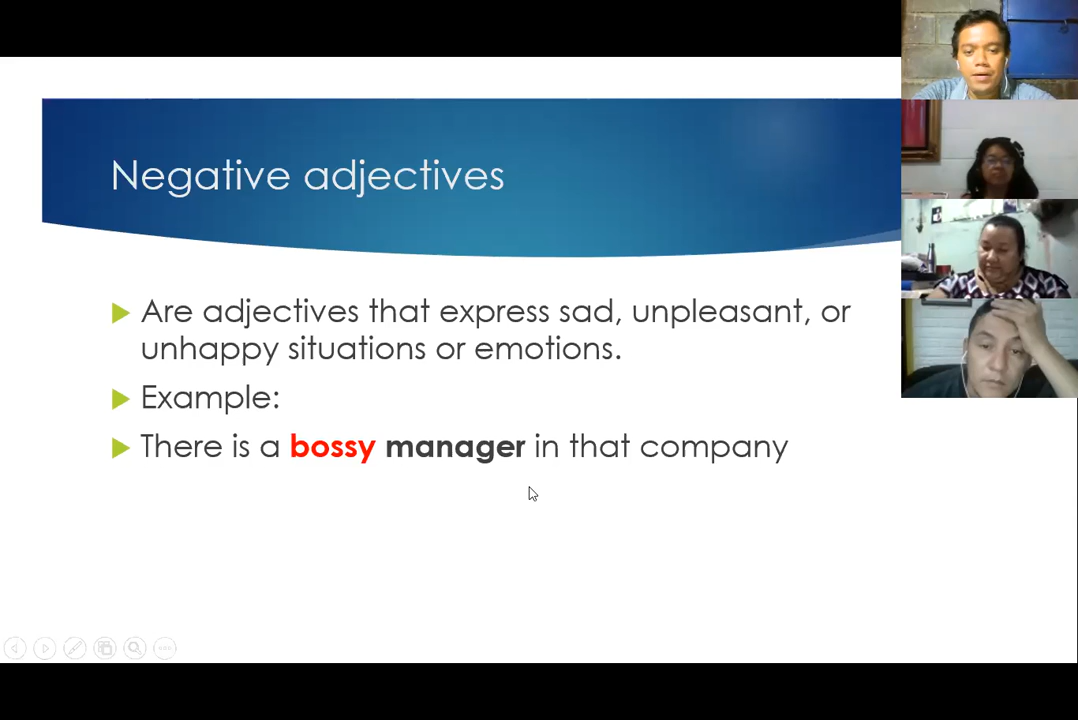 Negative adjectives
Are adjectives that express sad, unpleasant, or
unhappy situations or emotions.
Example:
There is a bossy manager in that company